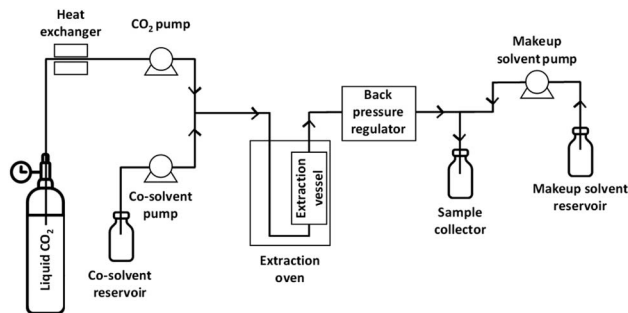 Heat
exchanger
CO2 pump
Makeup
solvent pump
Back
pressure
regulator
Extraction
vessel
Co-solvent
pump
Liquid CO2
Co-solvent
reservoir
Extraction
oven
Sample
collector
Makeup solvent
reservoir